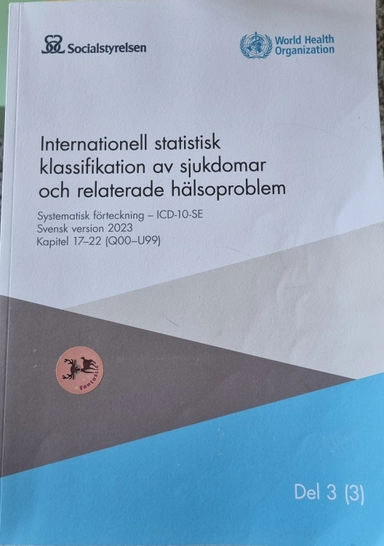 Socialstyrelsen
World Health
Organization
Internationell statistisk
klassifikation av sjukdomar
och relaterade hälsoproblem
Systematisk förteckning – ICD-10-SE
Svensk version 2023
Kapitel 17–22 (Q00–U99)
Fantastic
Del 3 (3)